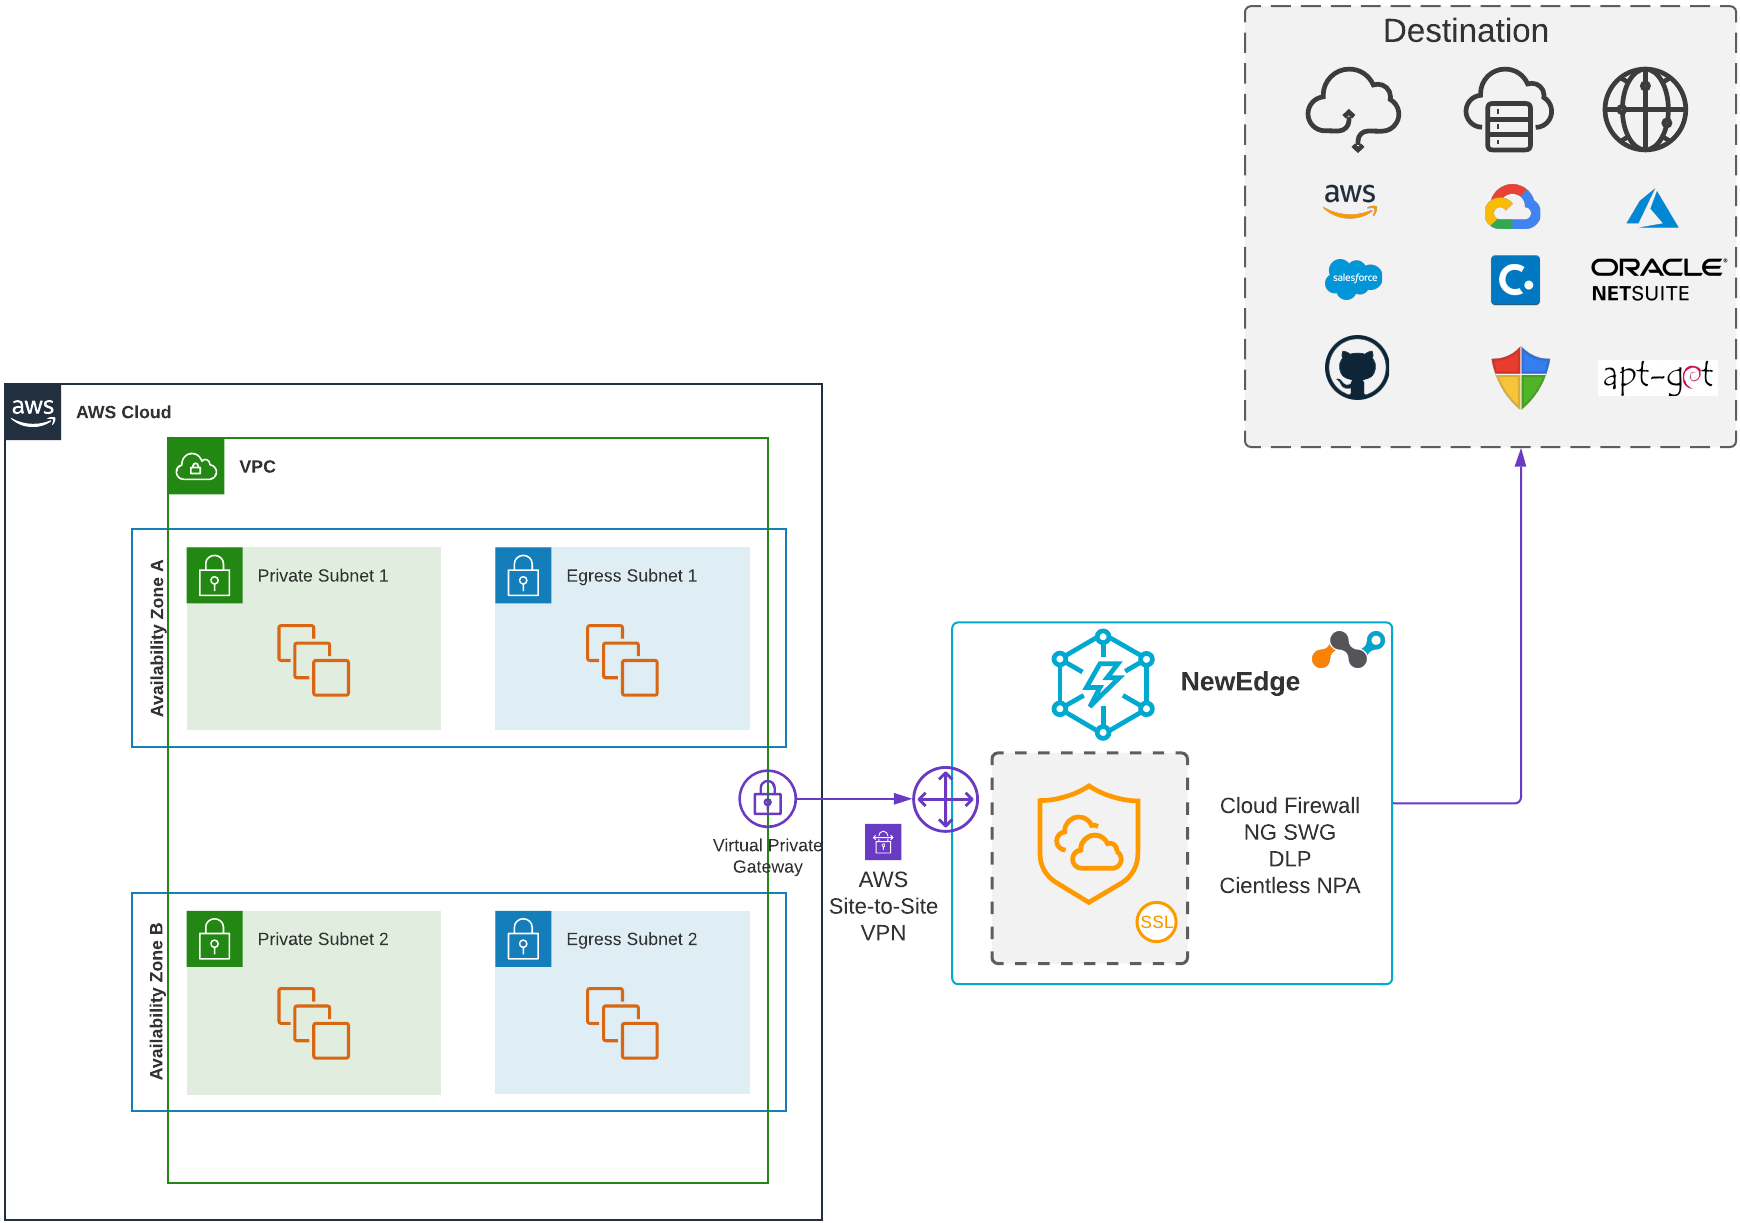 Destination
aws
salesforce
C.
ORACLE®
NETSUITE
apt-get
aws
AWS Cloud
VPC
Availability Zone A
Private Subnet 1
Egress Subnet 1
Virtual Private
Gateway
AWS
Site-to-Site
VPN
NewEdge
SSL
Cloud Firewall
NG SWG
DLP
Cientless NPA
Availability Zone B
Private Subnet 2
Egress Subnet 2